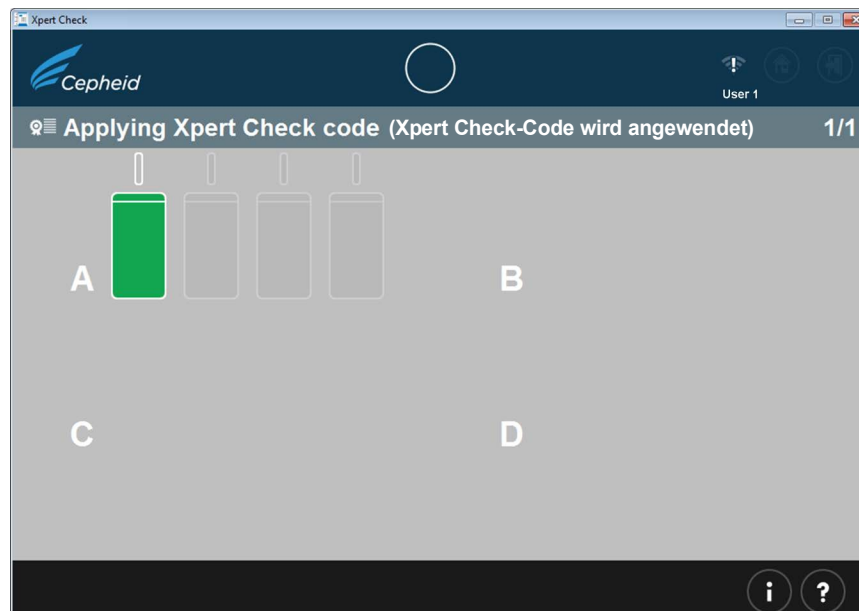 Xpert Check
Cepheid
User 1
Applying Xpert Check code (Xpert Check-Code wird angewendet) 1/1
A B
C D
i ?